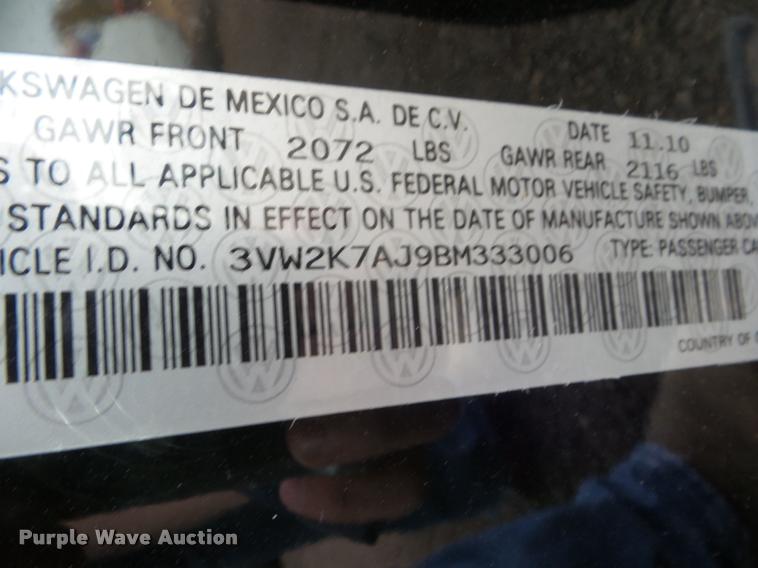 KSWAGEN DE MEXICO S.A. DE C.V. DATE 11.10
GAWR FRONT 2072 LBS GAWR REAR 2116 LBS
S TO ALL APPLICABLE U.S. FEDERAL MOTOR VEHICLE SAFETY, BUMPER,
STANDARDS IN EFFECT ON THE DATE OF MANUFACTURE SHOWN ABOV
ICLE I.D. NO. 3VW2K7AJ9BM333006 TYPE: PASSENGER CA
COUNTRY OF
Purple Wave Auction